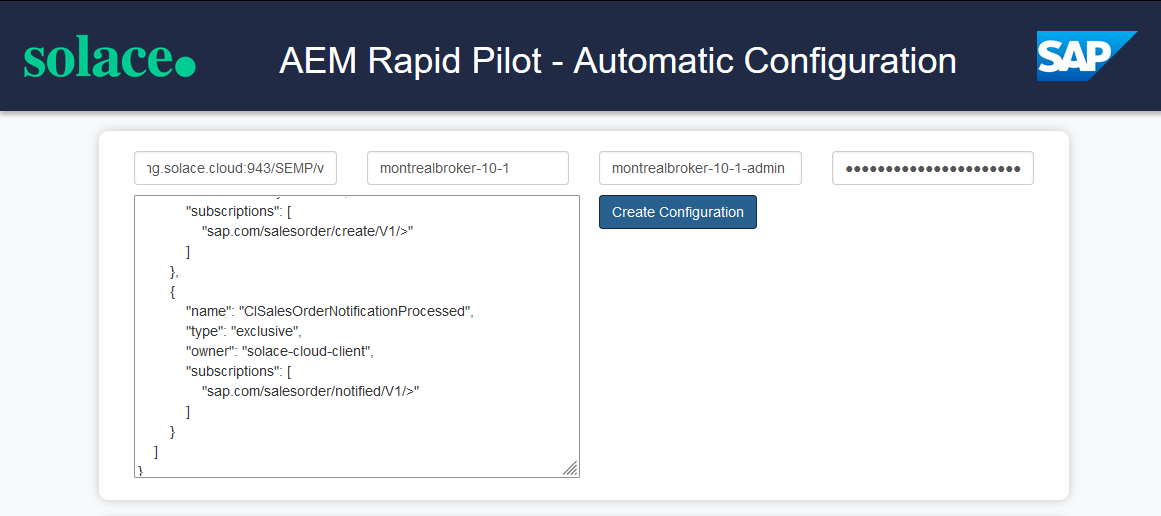 solace
AEM Rapid Pilot - Automatic Configuration
SAP
ng.solace.cloud:943/SEMP/v
montrealbroker-10-1
montrealbroker-10-1-admin
●●●●●●●●●●●●●●●●●●●●●●
"subscriptions": [
"sap.com/salesorder/create/V1/>"
]
},
{
"name": "CISalesOrderNotificationProcessed",
"type": "exclusive",
"owner": "solace-cloud-client",
"subscriptions": [
"sap.com/salesorder/notified/V1/>"
]
}
]
}
Create Configuration